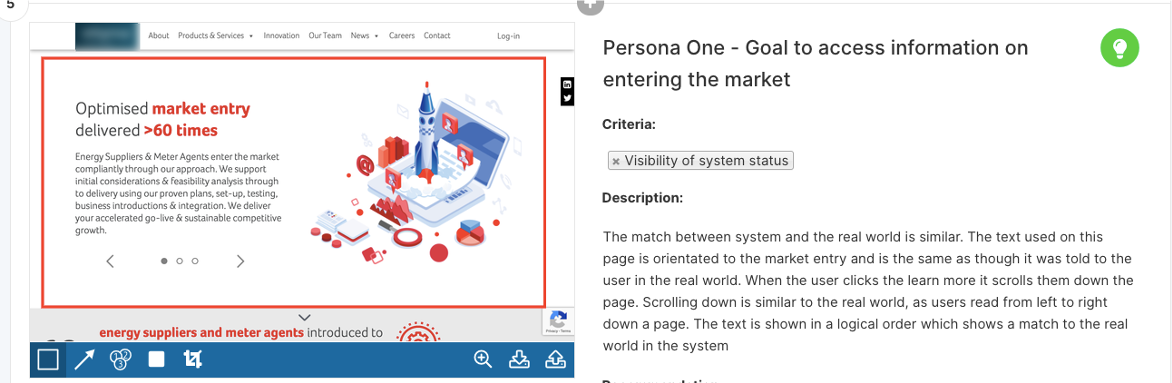 5
About Products & Services Innovation Our Team News Careers Contact Log-in
Optimised market entry
delivered >60 times
Energy Suppliers & Meter Agents enter the market
compliantly through our approach. We support
initial considerations & feasibility analysis through
to delivery using our proven plans, set-up, testing,
business introductions & integration. We deliver
your accelerated go-live & sustainable competitive
growth.
energy suppliers and meter agents introduced to
Privacy - Terms
Persona One - Goal to access information on
entering the market
Criteria:
× Visibility of system status
Description:
The match between system and the real world is similar. The text used on this
page is orientated to the market entry and is the same as though it was told to the
user in the real world. When the user clicks the learn more it scrolls them down the
page. Scrolling down is similar to the real world, as users read from left to right
down a page. The text is shown in a logical order which shows a match to the real
world in the system